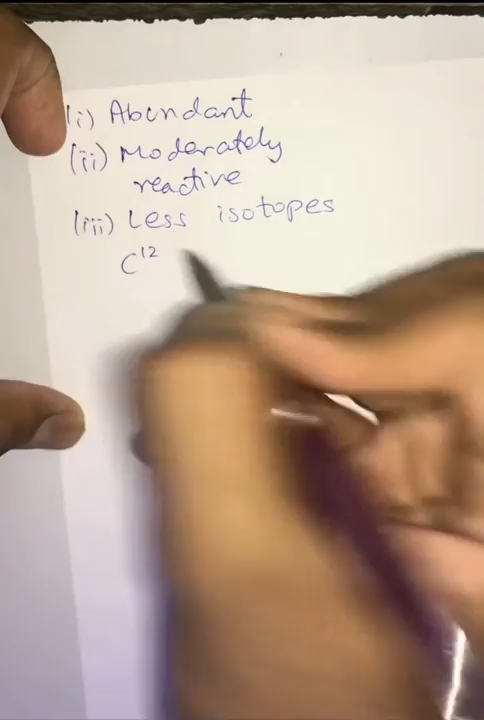 (i) Abundant
(ii) Moderately
reactive
(iii) Less isotopes
C¹²